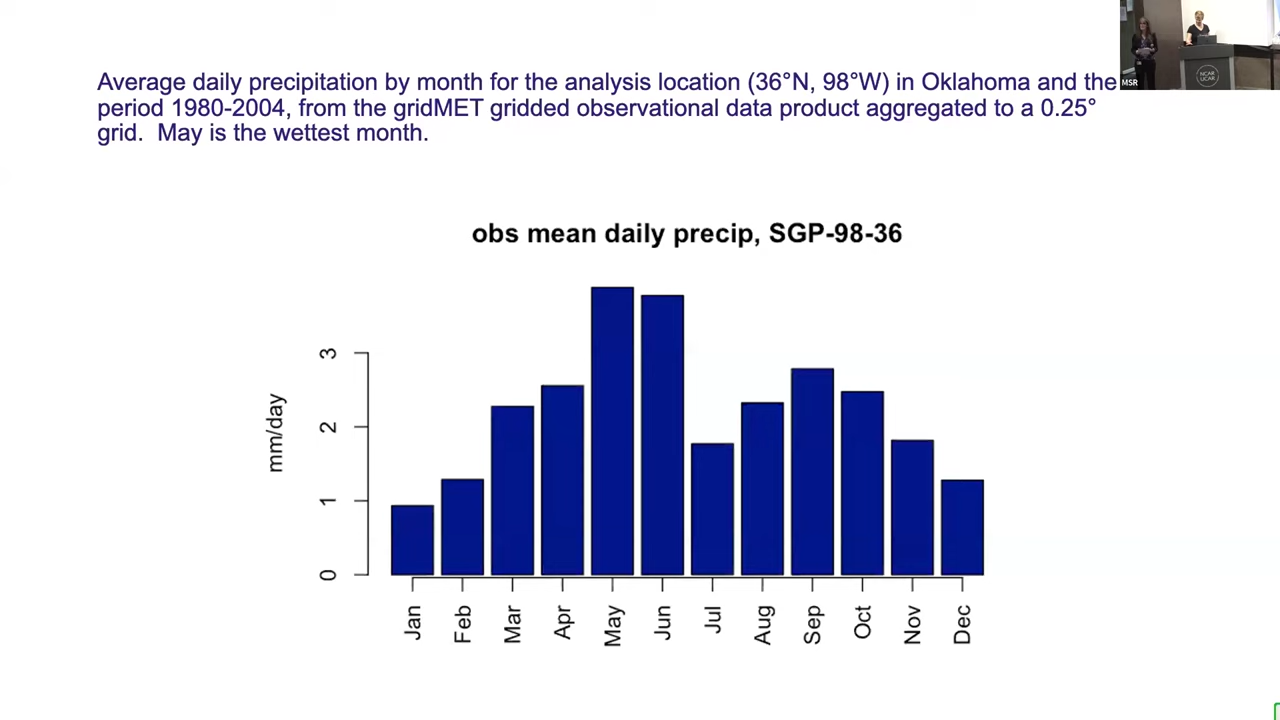 Average daily precipitation by month for the analysis location (36°N, 98°W) in Oklahoma and the
period 1980-2004, from the gridMET gridded observational data product aggregated to a 0.25°
grid.  May is the wettest month.
MSR
NCAR
UCAR
obs mean daily precip, SGP-98-36
mm/day
3
2
1
0
Jan
Feb
Mar
Apr
May
Jun
Jul
Aug
Sep
Oct
Nov
Dec